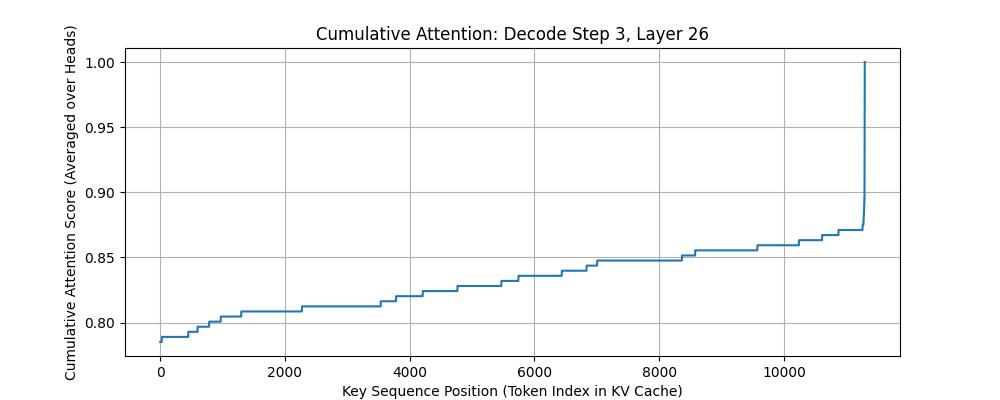 Cumulative Attention: Decode Step 3, Layer 26
Cumulative Attention Score (Averaged over Heads)
1.00
0.95
0.90
0.85
0.80
0 2000 4000 6000 8000 10000
Key Sequence Position (Token Index in KV Cache)